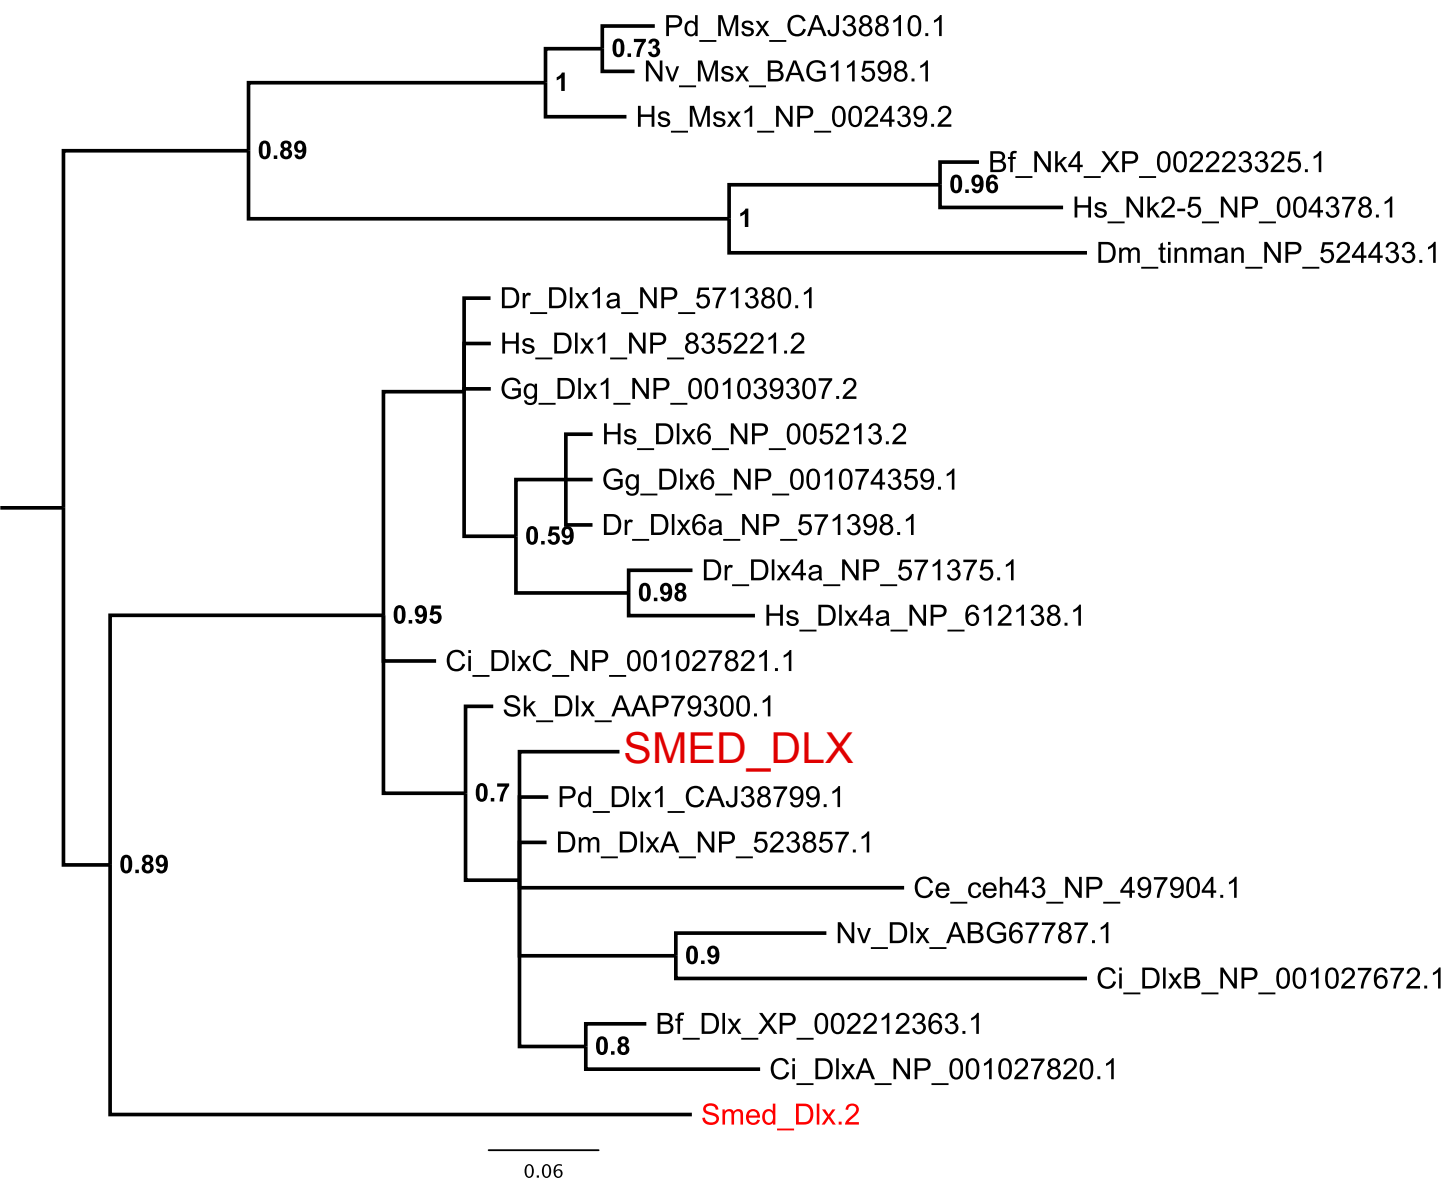 Pd_Msx_CAJ38810.1
0.73
Nv_Msx_BAG11598.1
1
Hs_Msx1_NP_002439.2
0.89
Bf_Nk4_XP_002223325.1
0.96
Hs_Nk2-5_NP_004378.1
1
Dm_tinman_NP_524433.1
Dr_Dlx1a_NP_571380.1
Hs_Dlx1_NP_835221.2
Gg_Dlx1_NP_001039307.2
Hs_Dlx6_NP_005213.2
Gg_Dlx6_NP_001074359.1
Dr_Dlx6a_NP_571398.1
0.59
Dr_Dlx4a_NP_571375.1
0.98
Hs_Dlx4a_NP_612138.1
0.95
Ci_DlxC_NP_001027821.1
Sk_Dlx_AAP79300.1
SMED_DLX
0.7
Pd_Dlx1_CAJ38799.1
Dm_DlxA_NP_523857.1
0.89
Ce_ceh43_NP_497904.1
Nv_Dlx_ABG67787.1
0.9
Ci_DlxB_NP_001027672.1
Bf_Dlx_XP_002212363.1
0.8
Ci_DlxA_NP_001027820.1
Smed_Dlx.2
0.06